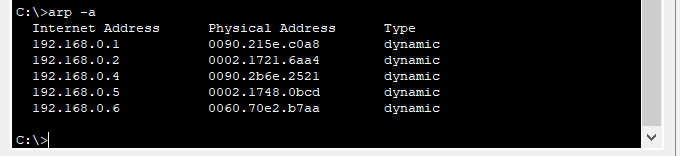 C:\>arp -a
Internet Address Physical Address Type
192.168.0.1 0090.215e.c0a8 dynamic
192.168.0.2 0002.1721.6aa4 dynamic
192.168.0.4 0090.2b6e.2521 dynamic
192.168.0.5 0002.1748.0bcd dynamic
192.168.0.6 0060.70e2.b7aa dynamic
C:\>